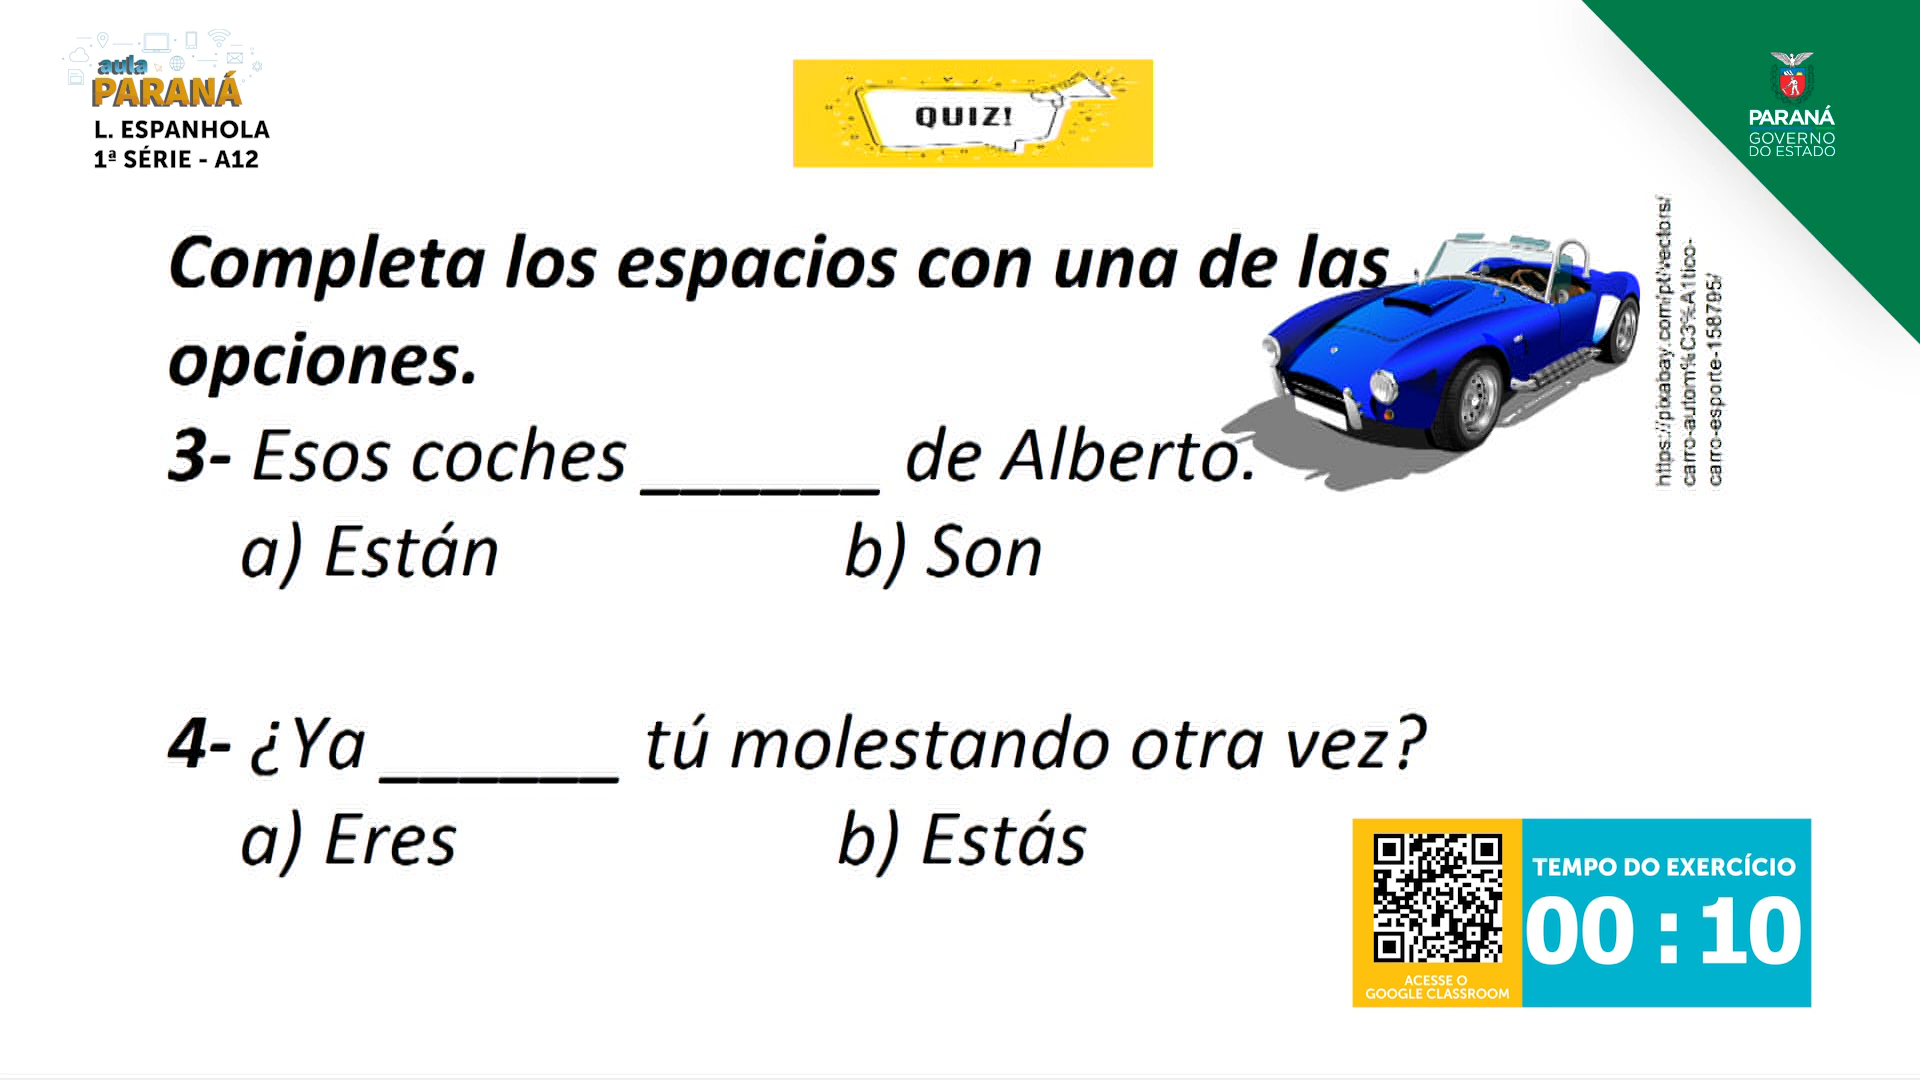 aula
PARANÁ
L. ESPANHOLA
1ª SÉRIE - A12
QUIZ!
PARANÁ
GOVERNO
DO ESTADO
Completa los espacios con una de las
opciones.
3- Esos coches ______ de Alberto.
a) Están b) Son
4- ¿Ya ______ tú molestando otra vez?
a) Eres b) Estás
https://pixabay.com/pt/vectors/
carro-autom%C3%A1tico-
carro-esporte-158795/
ACESSE O
GOOGLE CLASSROOM
TEMPO DO EXERCÍCIO
00 : 10